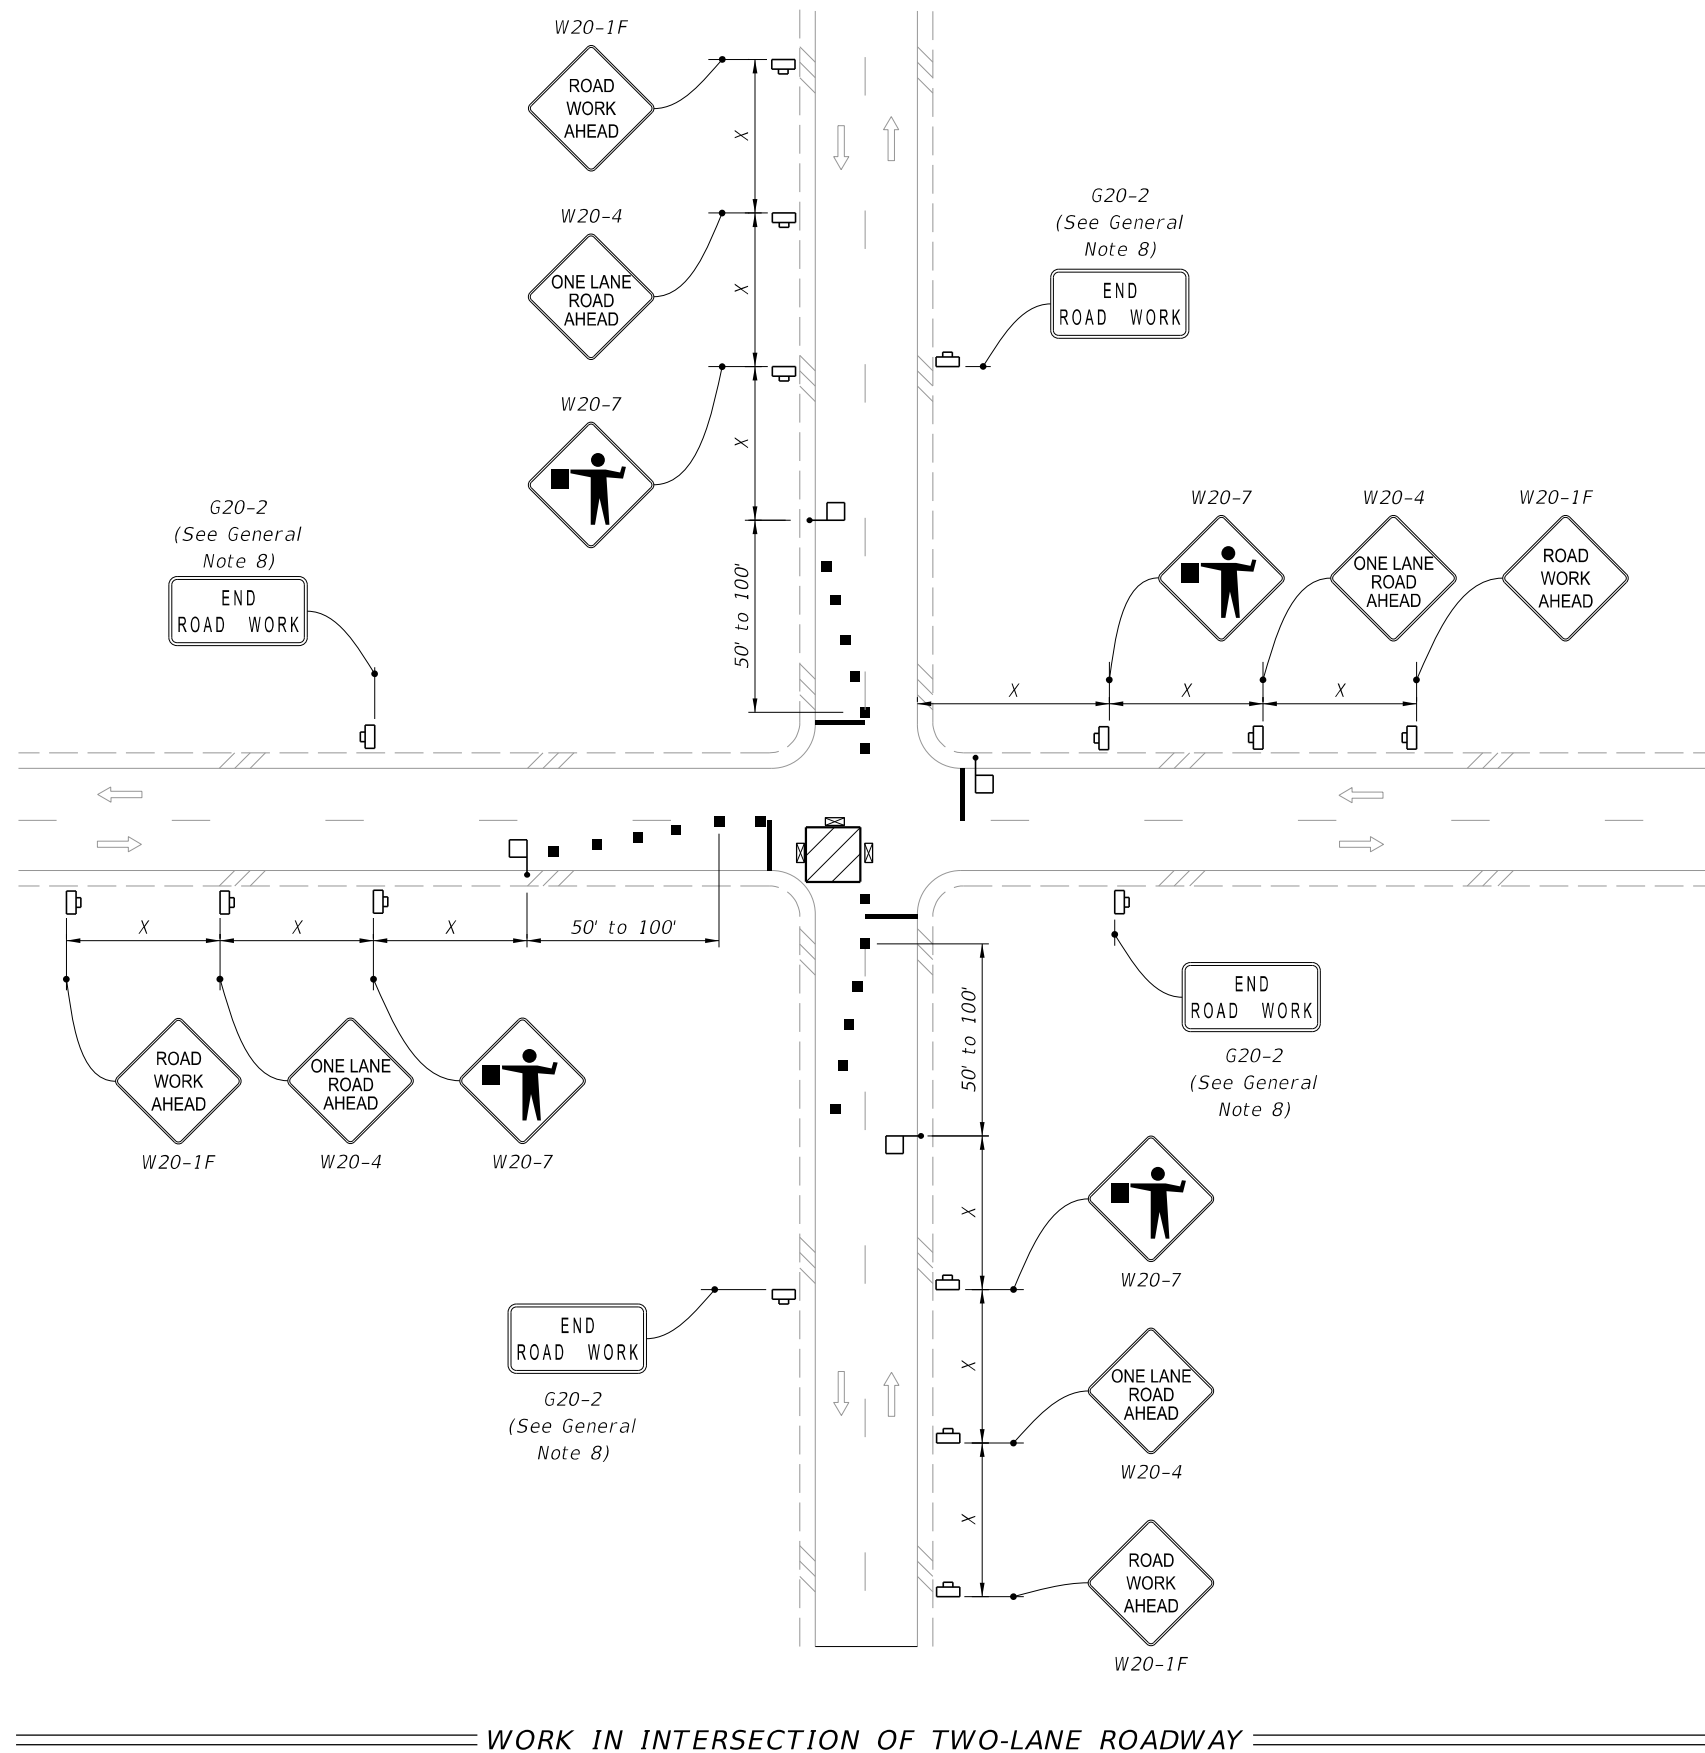 W20-1F
ROAD
WORK
AHEAD
X
W20-4
ONE LANE
ROAD
AHEAD
X
G20-2
(See General
Note 8)
END
ROAD WORK
W20-7
X
G20-2
(See General
Note 8)
END
ROAD WORK
50' to 100'
W20-7
W20-4
ONE LANE
ROAD
AHEAD
W20-1F
ROAD
WORK
AHEAD
X
X
X
X
X
X
50' to 100'
ROAD
WORK
AHEAD
W20-1F
ONE LANE
ROAD
AHEAD
W20-4
W20-7
50' to 100'
END
ROAD WORK
G20-2
(See General
Note 8)
X
W20-7
END
ROAD WORK
G20-2
(See General
Note 8)
X
ONE LANE
ROAD
AHEAD
W20-4
X
ROAD
WORK
AHEAD
W20-1F
WORK IN INTERSECTION OF TWO-LANE ROADWAY